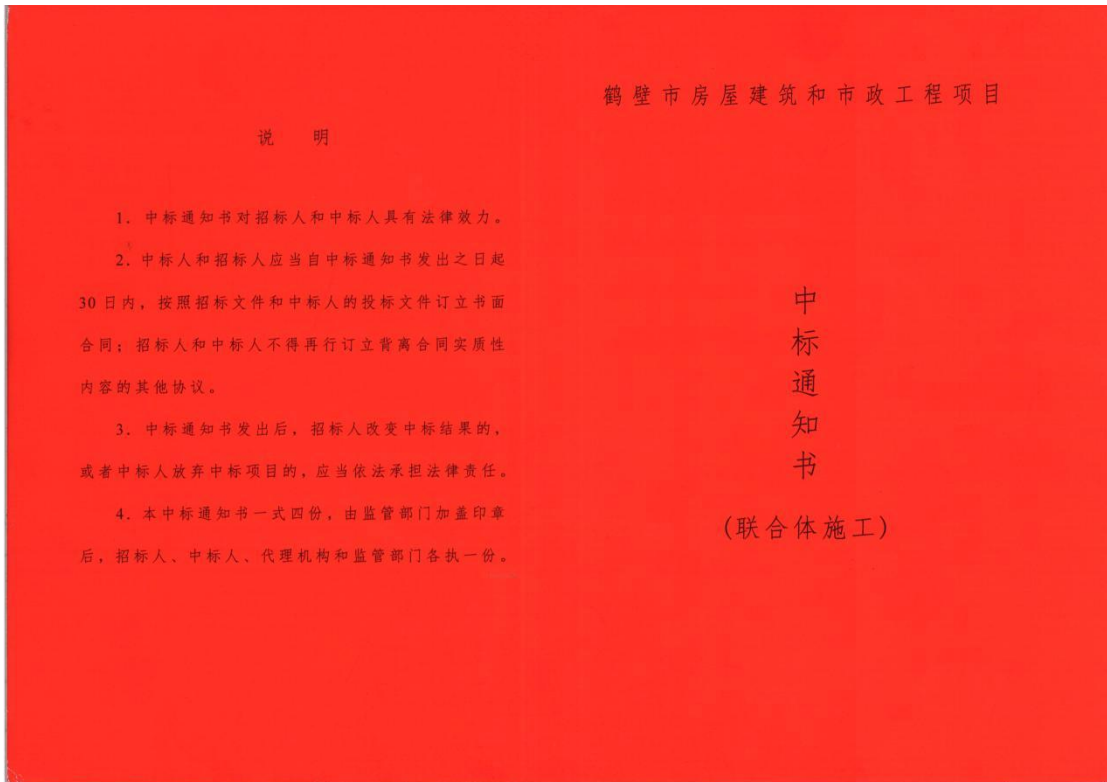 说 明
1. 中标通知书对招标人和中标人具有法律效力。
2. 中标人和招标人应当自中标通知书发出之日起
30日内，按照招标文件和中标人的投标文件订立书面
合同；招标人和中标人不得再行订立背离合同实质性
内容的其他协议。
3. 中标通知书发出后，招标人改变中标结果的，
或者中标人放弃中标项目的，应当依法承担法律责任。
4. 本中标通知书一式四份，由监管部门加盖印章
后，招标人、中标人、代理机构和监管部门各执一份。
鹤壁市房屋建筑和市政工程项目
中标通知书
(联合体施工)